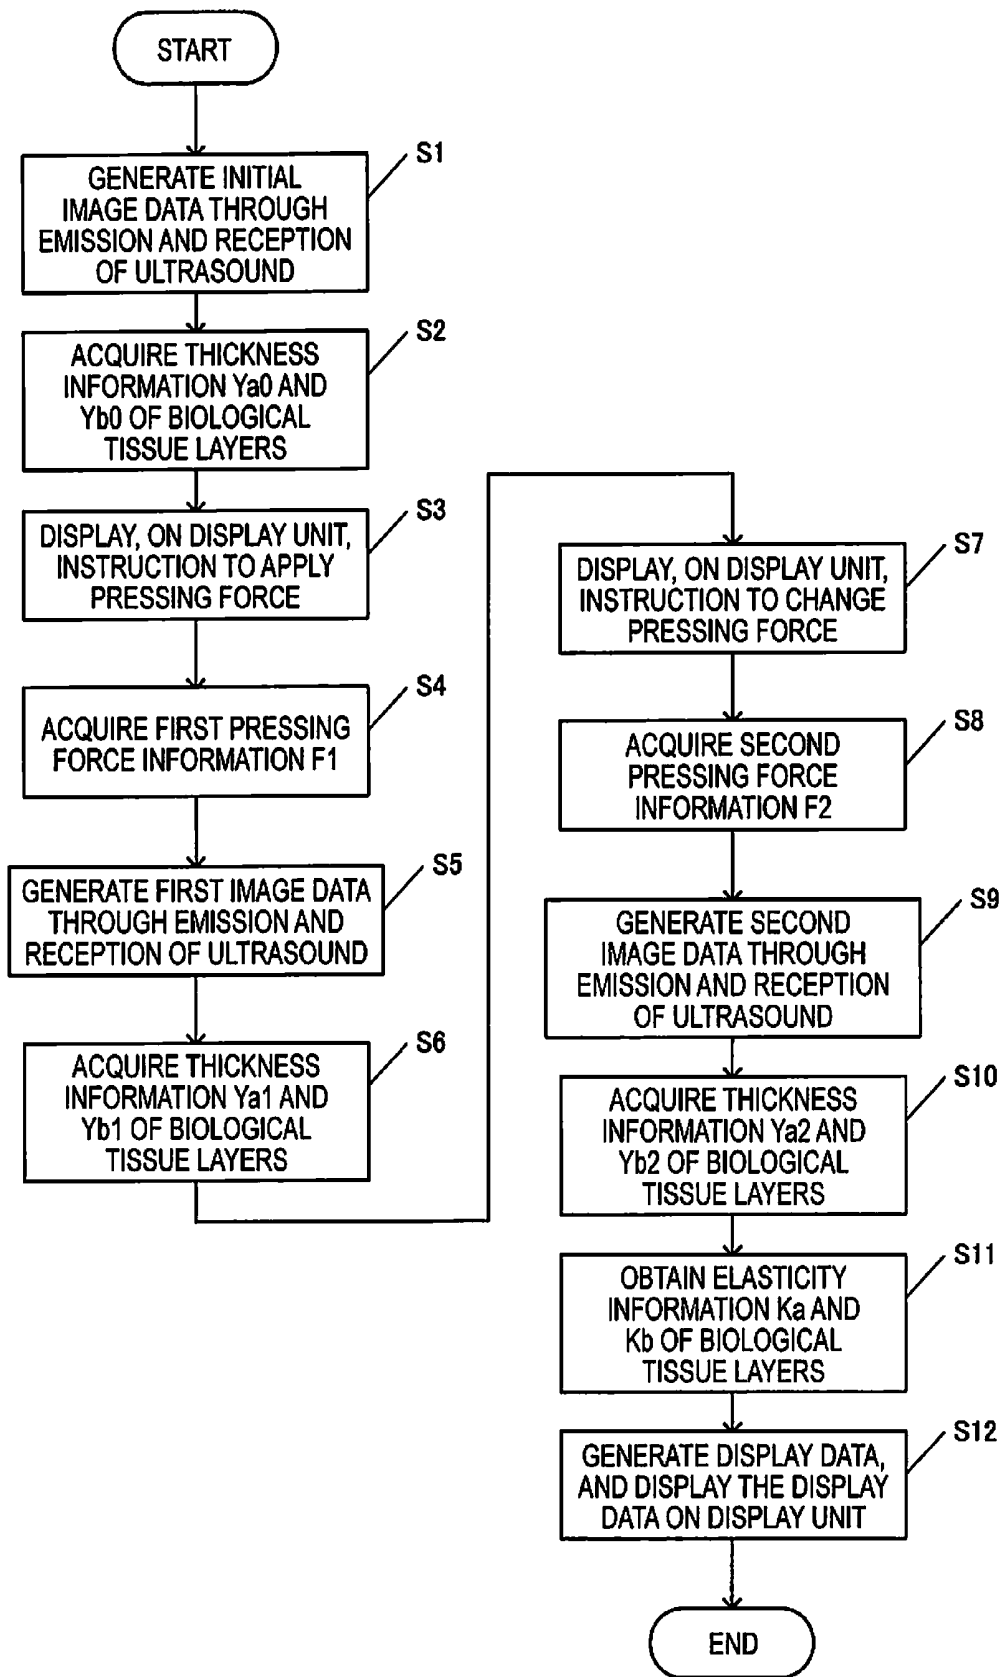 START
S1
GENERATE INITIAL
IMAGE DATA THROUGH
EMISSION AND RECEPTION
OF ULTRASOUND
S2
ACQUIRE THICKNESS
INFORMATION Ya0 AND
Yb0 OF BIOLOGICAL
TISSUE LAYERS
S3
DISPLAY, ON DISPLAY UNIT,
INSTRUCTION TO APPLY
PRESSING FORCE
S4
ACQUIRE FIRST PRESSING
FORCE INFORMATION F1
S5
GENERATE FIRST IMAGE DATA
THROUGH EMISSION AND
RECEPTION OF ULTRASOUND
S6
ACQUIRE THICKNESS
INFORMATION Ya1 AND
Yb1 OF BIOLOGICAL
TISSUE LAYERS
S7
DISPLAY, ON DISPLAY UNIT,
INSTRUCTION TO CHANGE
PRESSING FORCE
S8
ACQUIRE SECOND
PRESSING FORCE
INFORMATION F2
S9
GENERATE SECOND
IMAGE DATA THROUGH
EMISSION AND RECEPTION
OF ULTRASOUND
S10
ACQUIRE THICKNESS
INFORMATION Ya2 AND
Yb2 OF BIOLOGICAL
TISSUE LAYERS
S11
OBTAIN ELASTICITY
INFORMATION Ka AND
Kb OF BIOLOGICAL
TISSUE LAYERS
S12
GENERATE DISPLAY DATA,
AND DISPLAY THE DISPLAY
DATA ON DISPLAY UNIT
END